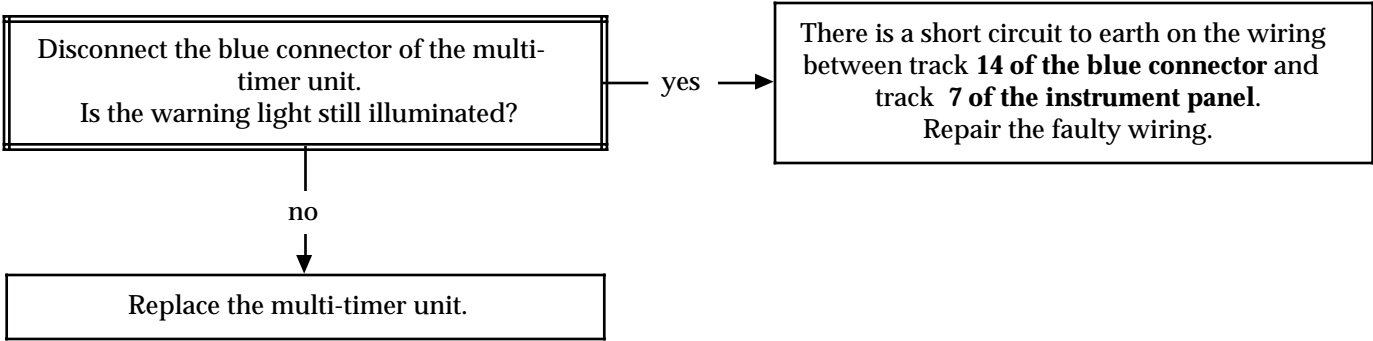 Disconnect the blue connector of the multi-
timer unit.
Is the warning light still illuminated?
yes
There is a short circuit to earth on the wiring
between track 14 of the blue connector and
track 7 of the instrument panel.
Repair the faulty wiring.
no
Replace the multi-timer unit.